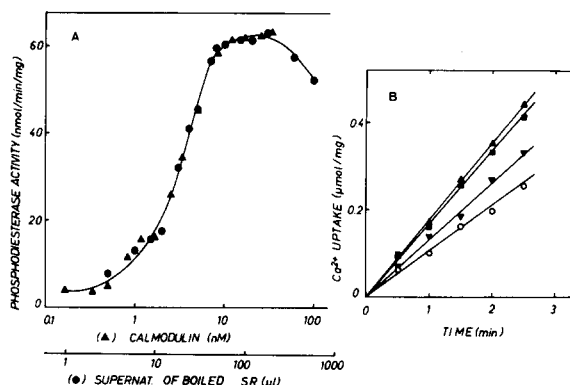 A
PHOSPHODIESTERASE ACTIVITY (nmol/min/mg)
60
40
20
0
0.1 1 10 100
(▲) CALMODULIN (nM)
1 10 100 1000
(●) SUPERNAT. OF BOILED SR (μl)
B
Ca²⁺ UPTAKE (μmol/mg)
0.4
0.2
0
0 1 2 3
TIME (min)